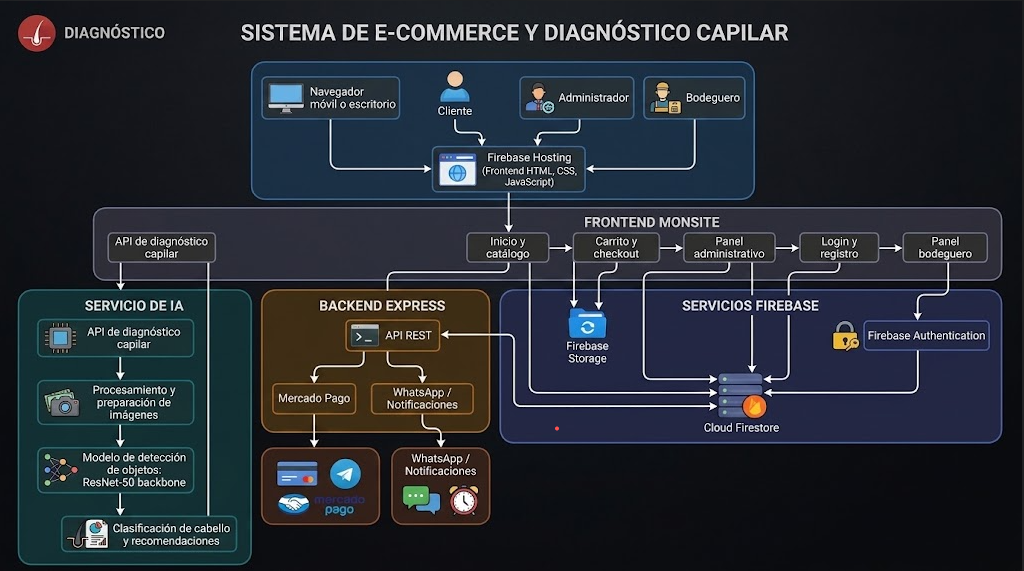 DIAGNÓSTICO
SISTEMA DE E-COMMERCE Y DIAGNÓSTICO CAPILAR
Navegador
móvil o escritorio
Cliente
Administrador
Bodeguero
Firebase Hosting
(Frontend HTML, CSS,
JavaScript)
FRONTEND MONSITE
API de diagnóstico
capilar
Inicio y
catálogo
Carrito y
checkout
Panel
administrativo
Login y
registro
Panel
bodeguero
SERVICIO DE IA
API de diagnóstico
capilar
Procesamiento y
preparación de
imágenes
Modelo de detección
de objetos:
ResNet-50 backbone
Clasificación de cabello
y recomendaciones
BACKEND EXPRESS
API REST
Mercado Pago
WhatsApp /
Notificaciones
mercado
pago
WhatsApp /
Notificaciones
SERVICIOS FIREBASE
Firebase
Storage
Firebase Authentication
Cloud Firestore